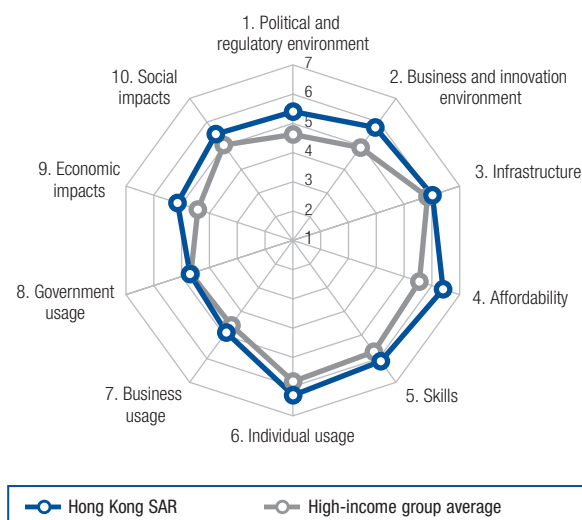 1. Political and
regulatory environment
2. Business and innovation
environment
3. Infrastructure
4. Affordability
5. Skills
6. Individual usage
7. Business
usage
8. Government
usage
9. Economic
impacts
10. Social
impacts
7
6
5
4
3
2
1
Hong Kong SAR
High-income group average